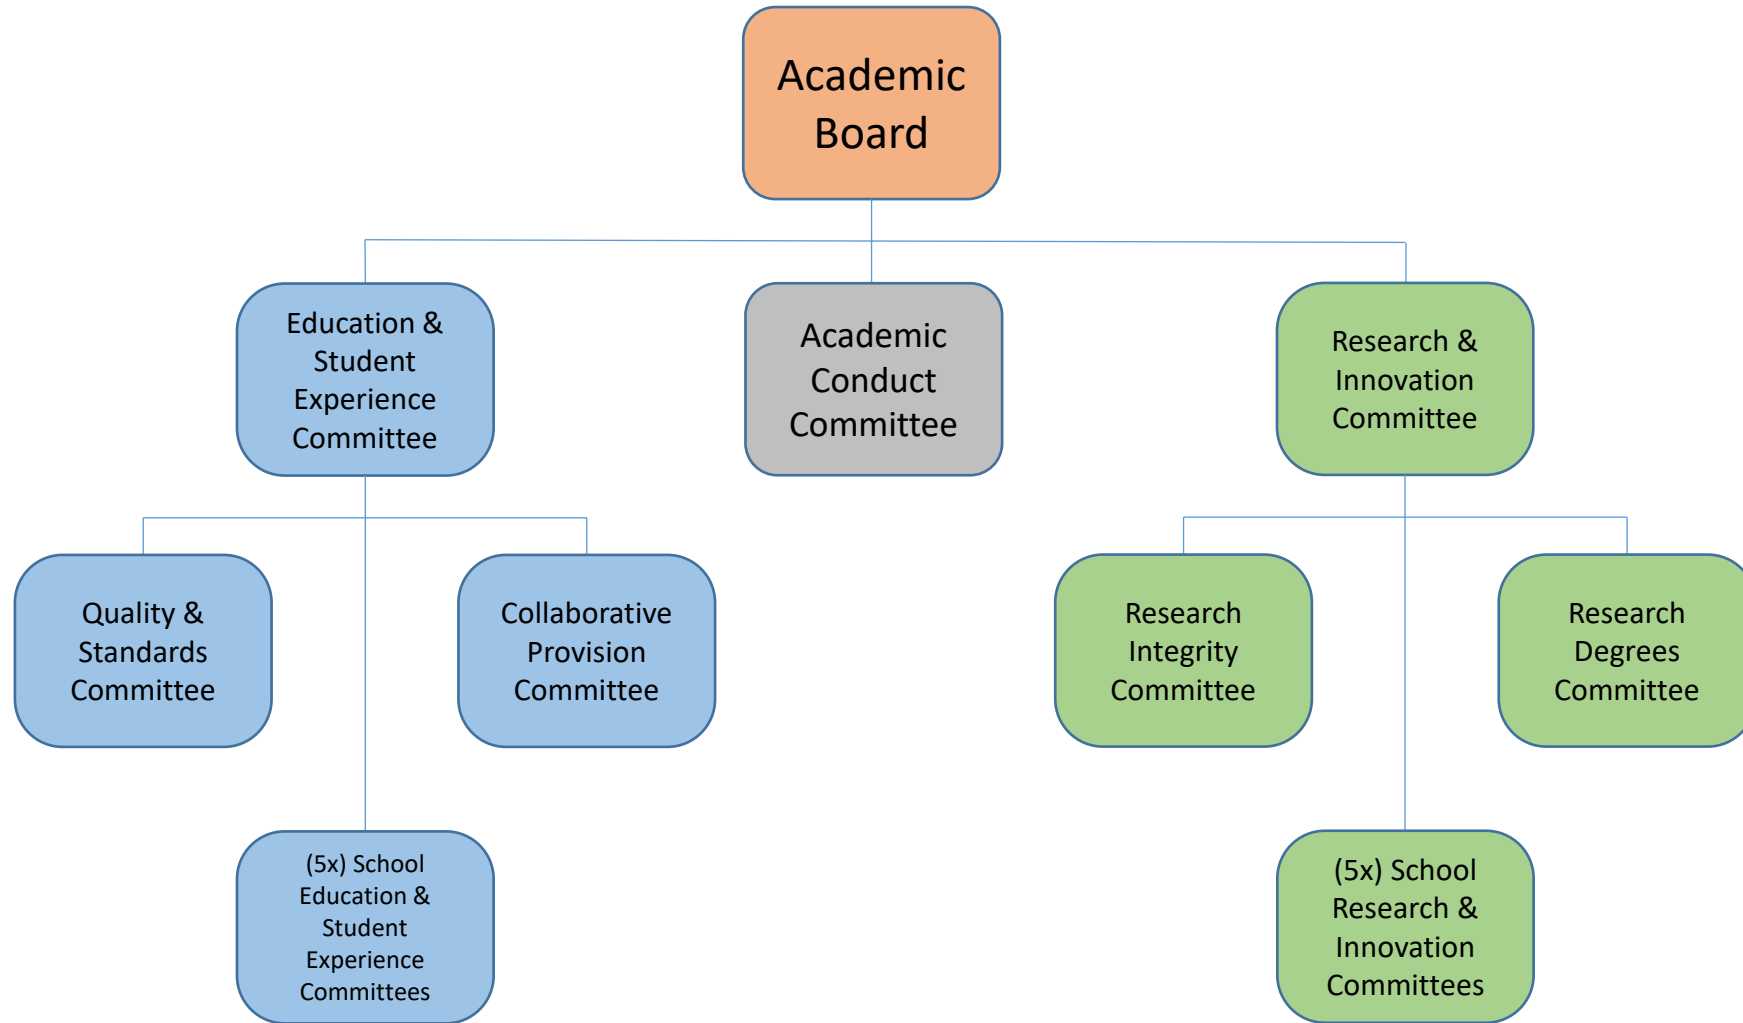 Academic
Board
Education &
Student
Experience
Committee
Academic
Conduct
Committee
Research &
Innovation
Committee
Quality &
Standards
Committee
Collaborative
Provision
Committee
Research
Integrity
Committee
Research
Degrees
Committee
(5x) School
Education &
Student
Experience
Committees
(5x) School
Research &
Innovation
Committees